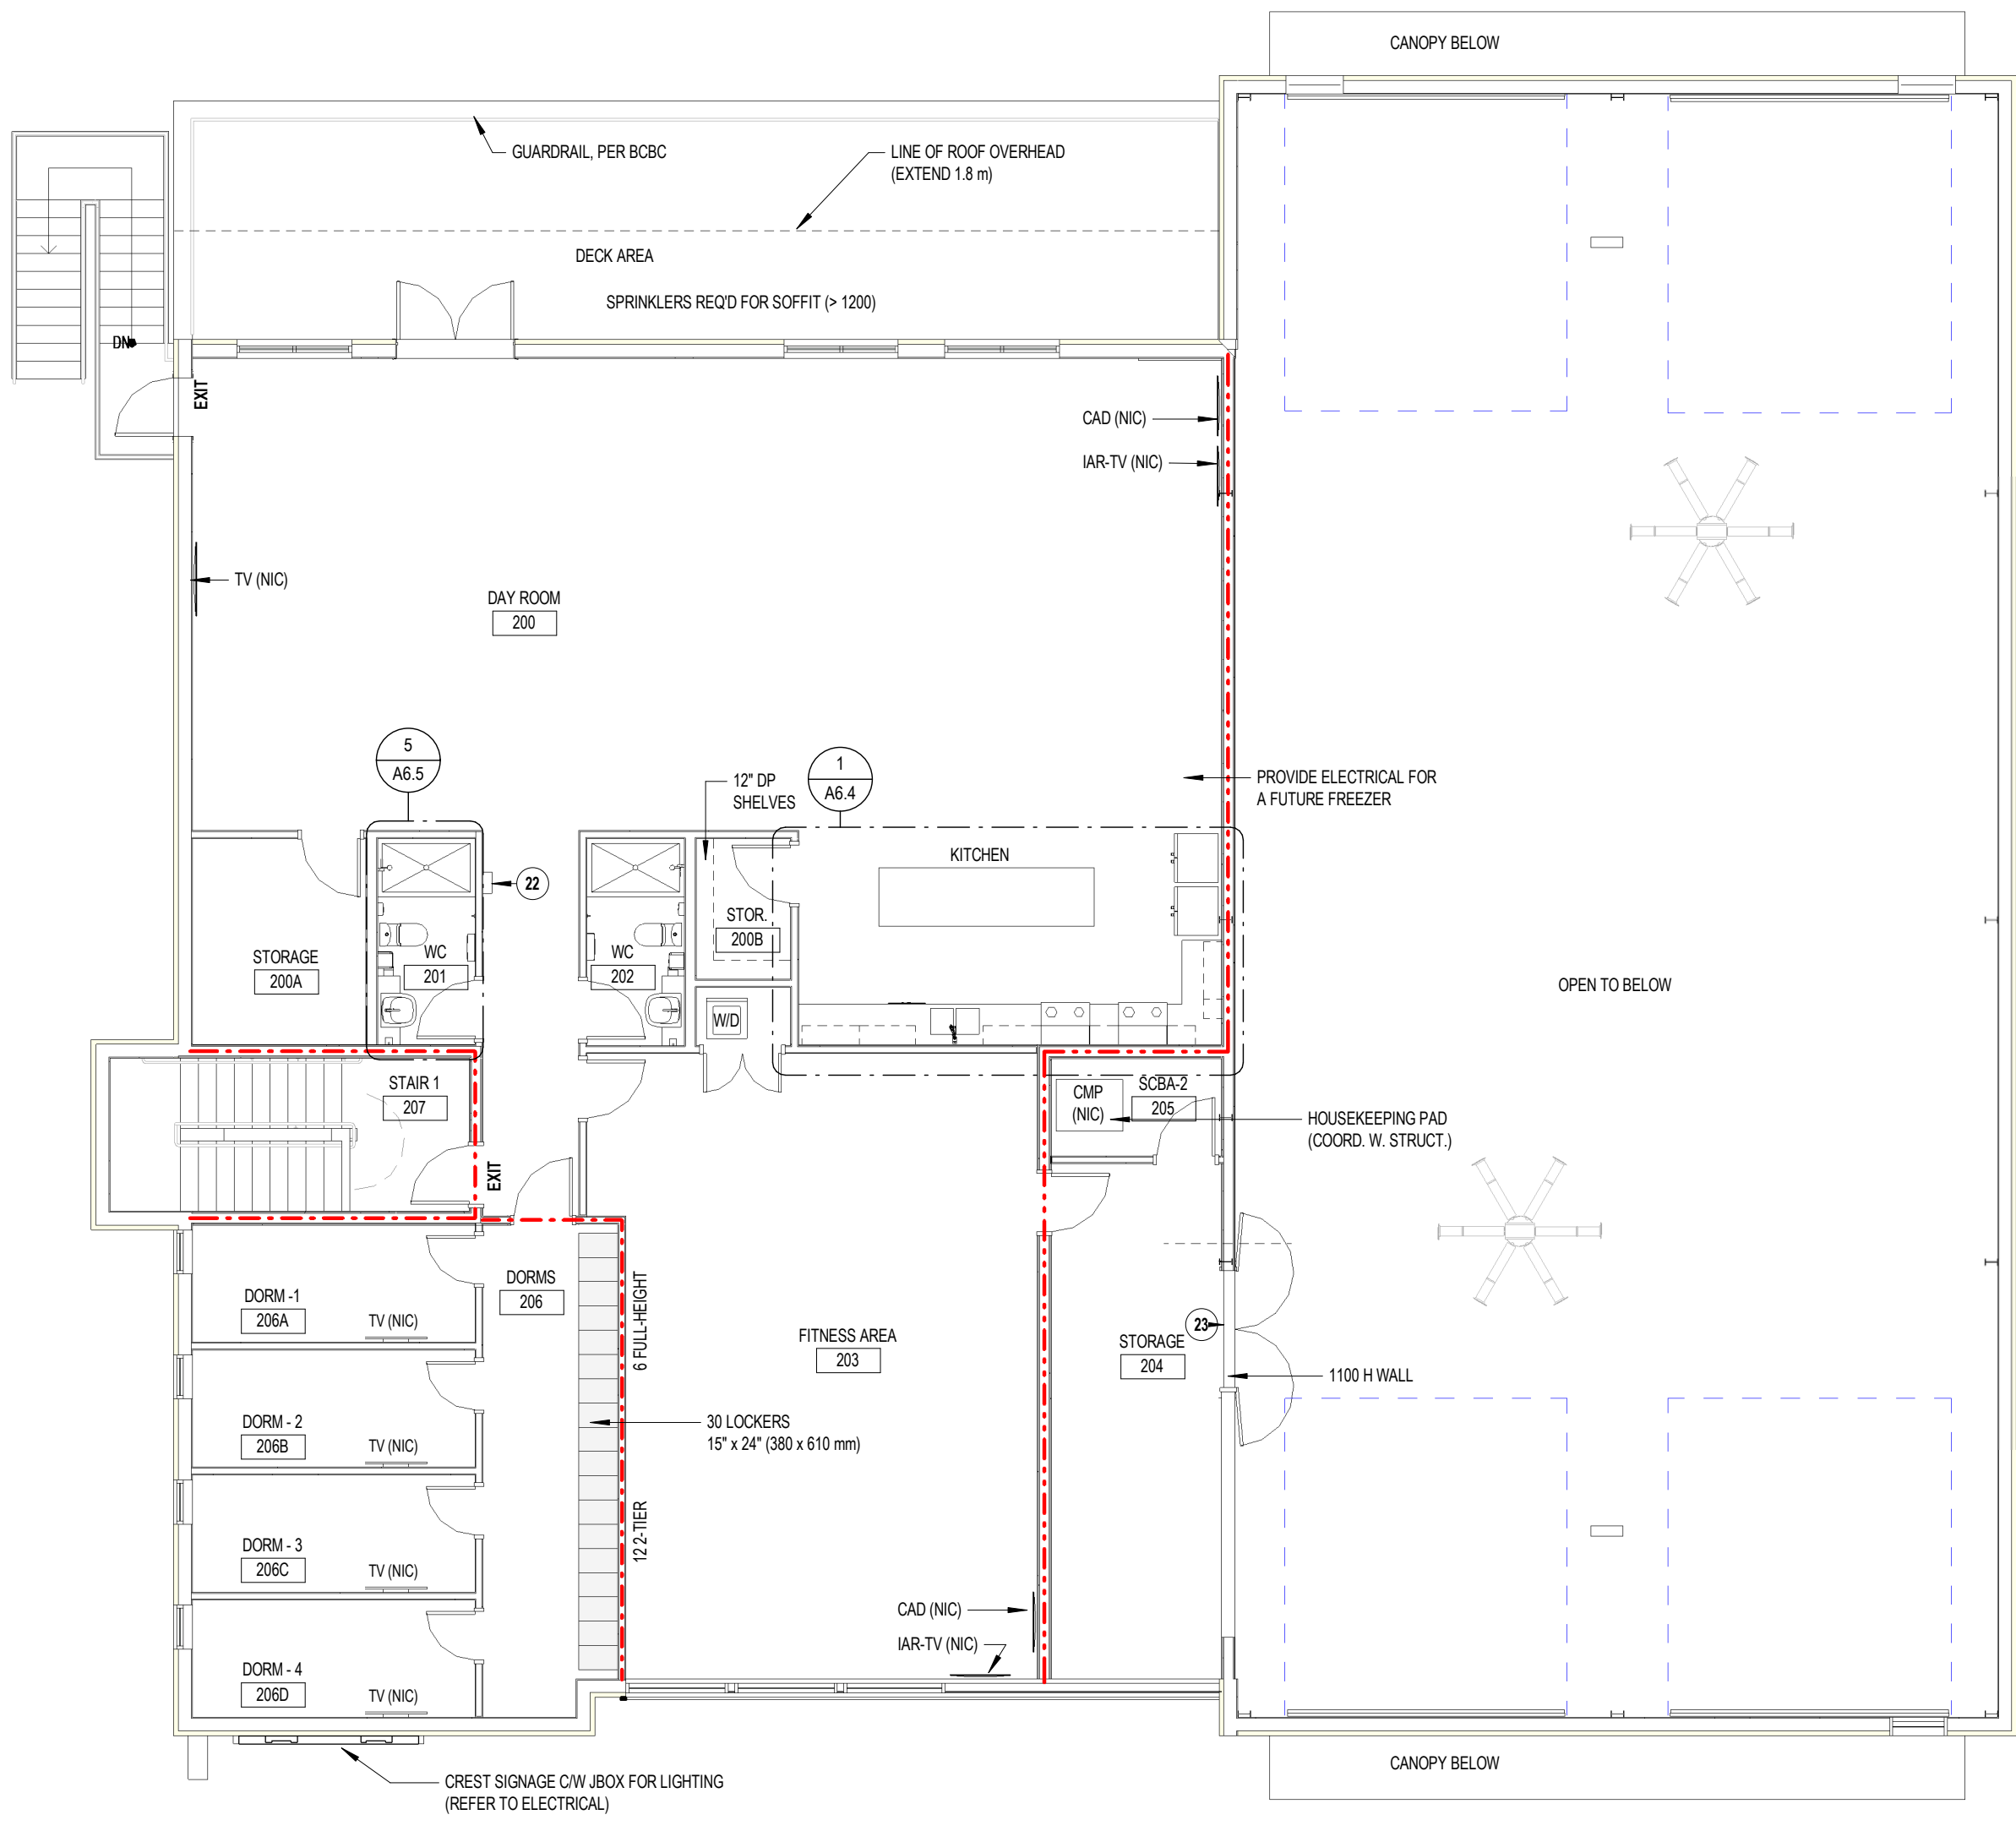 CANOPY BELOW
GUARDRAIL, PER BCBC
LINE OF ROOF OVERHEAD
(EXTEND 1.8 m)
DECK AREA
SPRINKLERS REQ'D FOR SOFFIT (> 1200)
DN
EXIT
CAD (NIC)
IAR-TV (NIC)
TV (NIC)
DAY ROOM
200
5
A6.5
1
A6.4
12" DP
SHELVES
PROVIDE ELECTRICAL FOR
A FUTURE FREEZER
KITCHEN
22
STOR.
200B
STORAGE
200A
WC
201
WC
202
OPEN TO BELOW
W/D
STAIR 1
207
CMP
(NIC)
SCBA-2
205
HOUSEKEEPING PAD
(COORD. W. STRUCT.)
EXIT
DORM -1
206A
TV (NIC)
DORMS
206
6 FULL-HEIGHT
FITNESS AREA
203
STORAGE
204
23
1100 H WALL
DORM - 2
206B
TV (NIC)
30 LOCKERS
15" x 24" (380 x 610 mm)
12 2-TIER
DORM - 3
206C
TV (NIC)
CAD (NIC)
IAR-TV (NIC)
DORM - 4
206D
TV (NIC)
CREST SIGNAGE C/W JBOX FOR LIGHTING
(REFER TO ELECTRICAL)
CANOPY BELOW